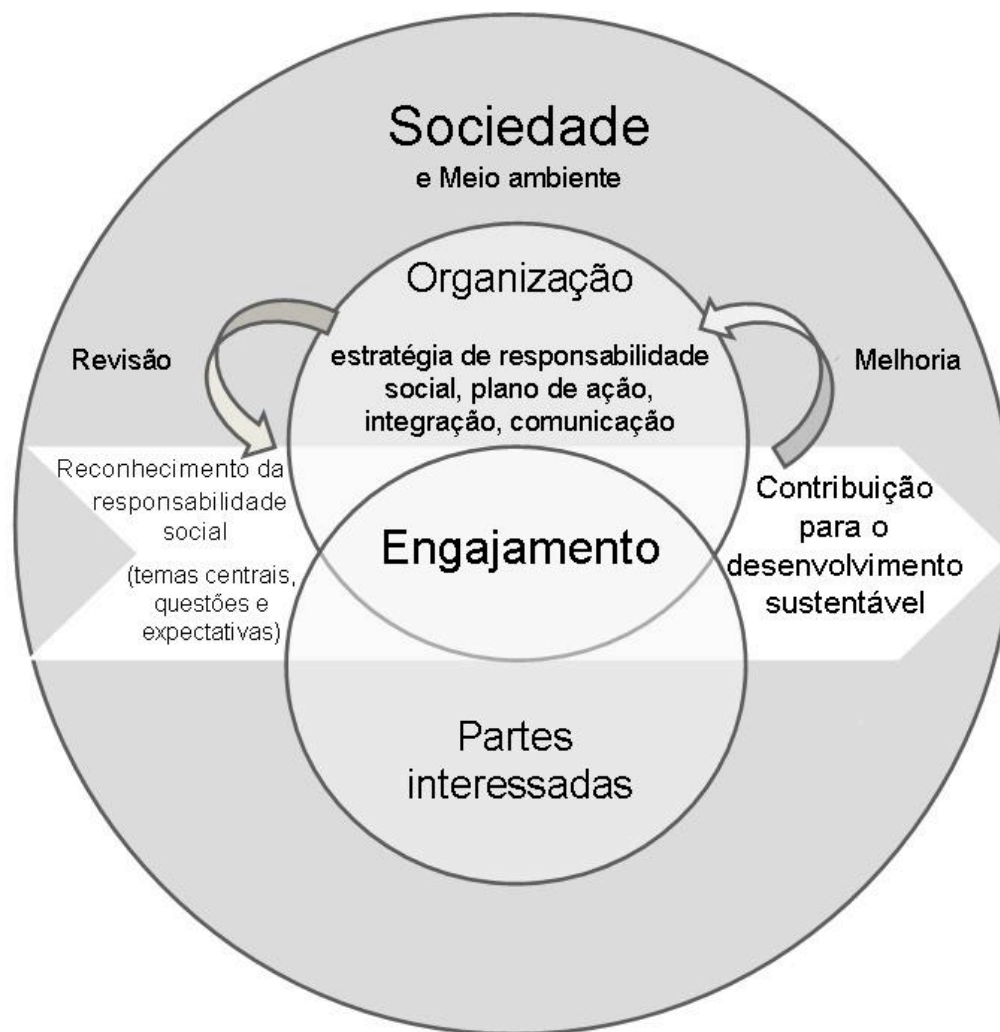 Sociedade
e Meio ambiente
Organização
estratégia de responsabilidade
social, plano de ação,
integração, comunicação
Revisão
Melhoria
Reconhecimento da
responsabilidade
social
(temas centrais,
questões e
expectativas)
Engajamento
Contribuição
para o
desenvolvimento
sustentável
Partes
interessadas